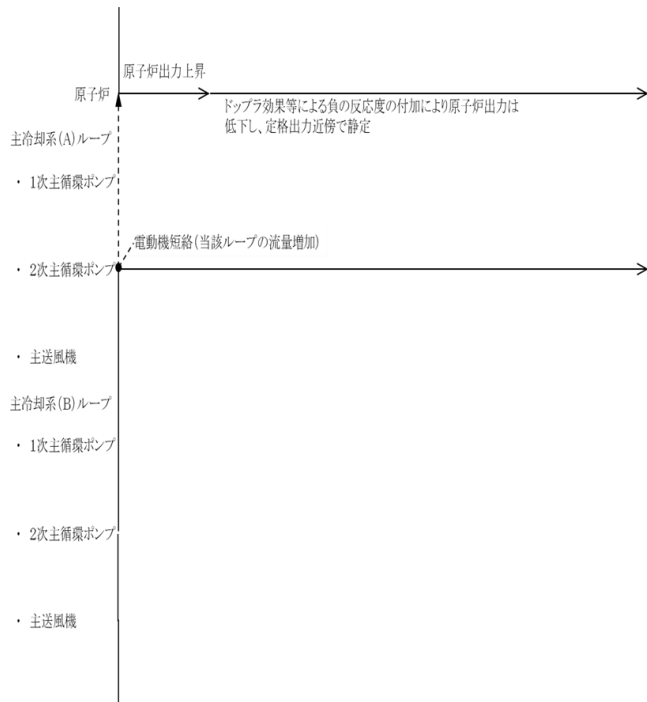 原子炉出力上昇
原子炉
ドップラ効果等による負の反応度の付加により原子炉出力は
低下し、定格出力近傍で静定
主冷却系(A)ループ
・ 1次主循環ポンプ
電動機短絡(当該ループの流量増加)
・ 2次主循環ポンプ
・ 主送風機
主冷却系(B)ループ
・ 1次主循環ポンプ
・ 2次主循環ポンプ
・ 主送風機